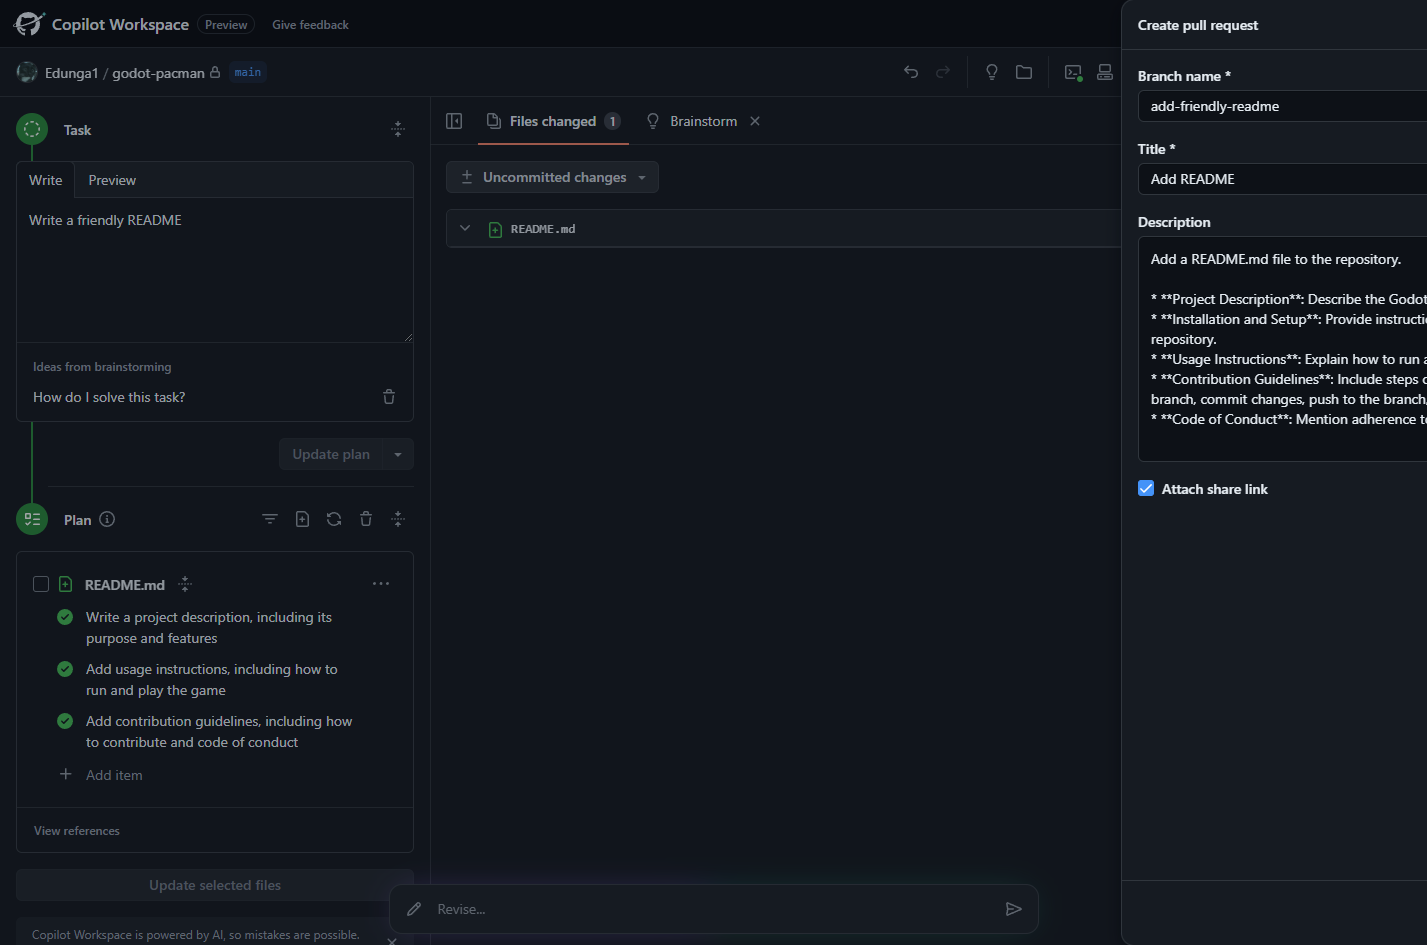 Copilot Workspace Preview Give feedback
Edunga1 / godot-pacman main
Task
Write Preview
Write a friendly README
Ideas from brainstorming
How do I solve this task?
Update plan
Plan
README.md
Write a project description, including its
purpose and features
Add usage instructions, including how to
run and play the game
Add contribution guidelines, including how
to contribute and code of conduct
Add item
View references
Update selected files
Copilot Workspace is powered by AI, so mistakes are possible.
Files changed 1 Brainstorm
Uncommitted changes
README.md
Revise...
Create pull request
Branch name *
add-friendly-readme
Title *
Add README
Description
Add a README.md file to the repository.
* **Project Description**: Describe the Godot
* **Installation and Setup**: Provide instructi
repository.
* **Usage Instructions**: Explain how to run a
* **Contribution Guidelines**: Include steps o
branch, commit changes, push to the branch,
* **Code of Conduct**: Mention adherence to
Attach share link